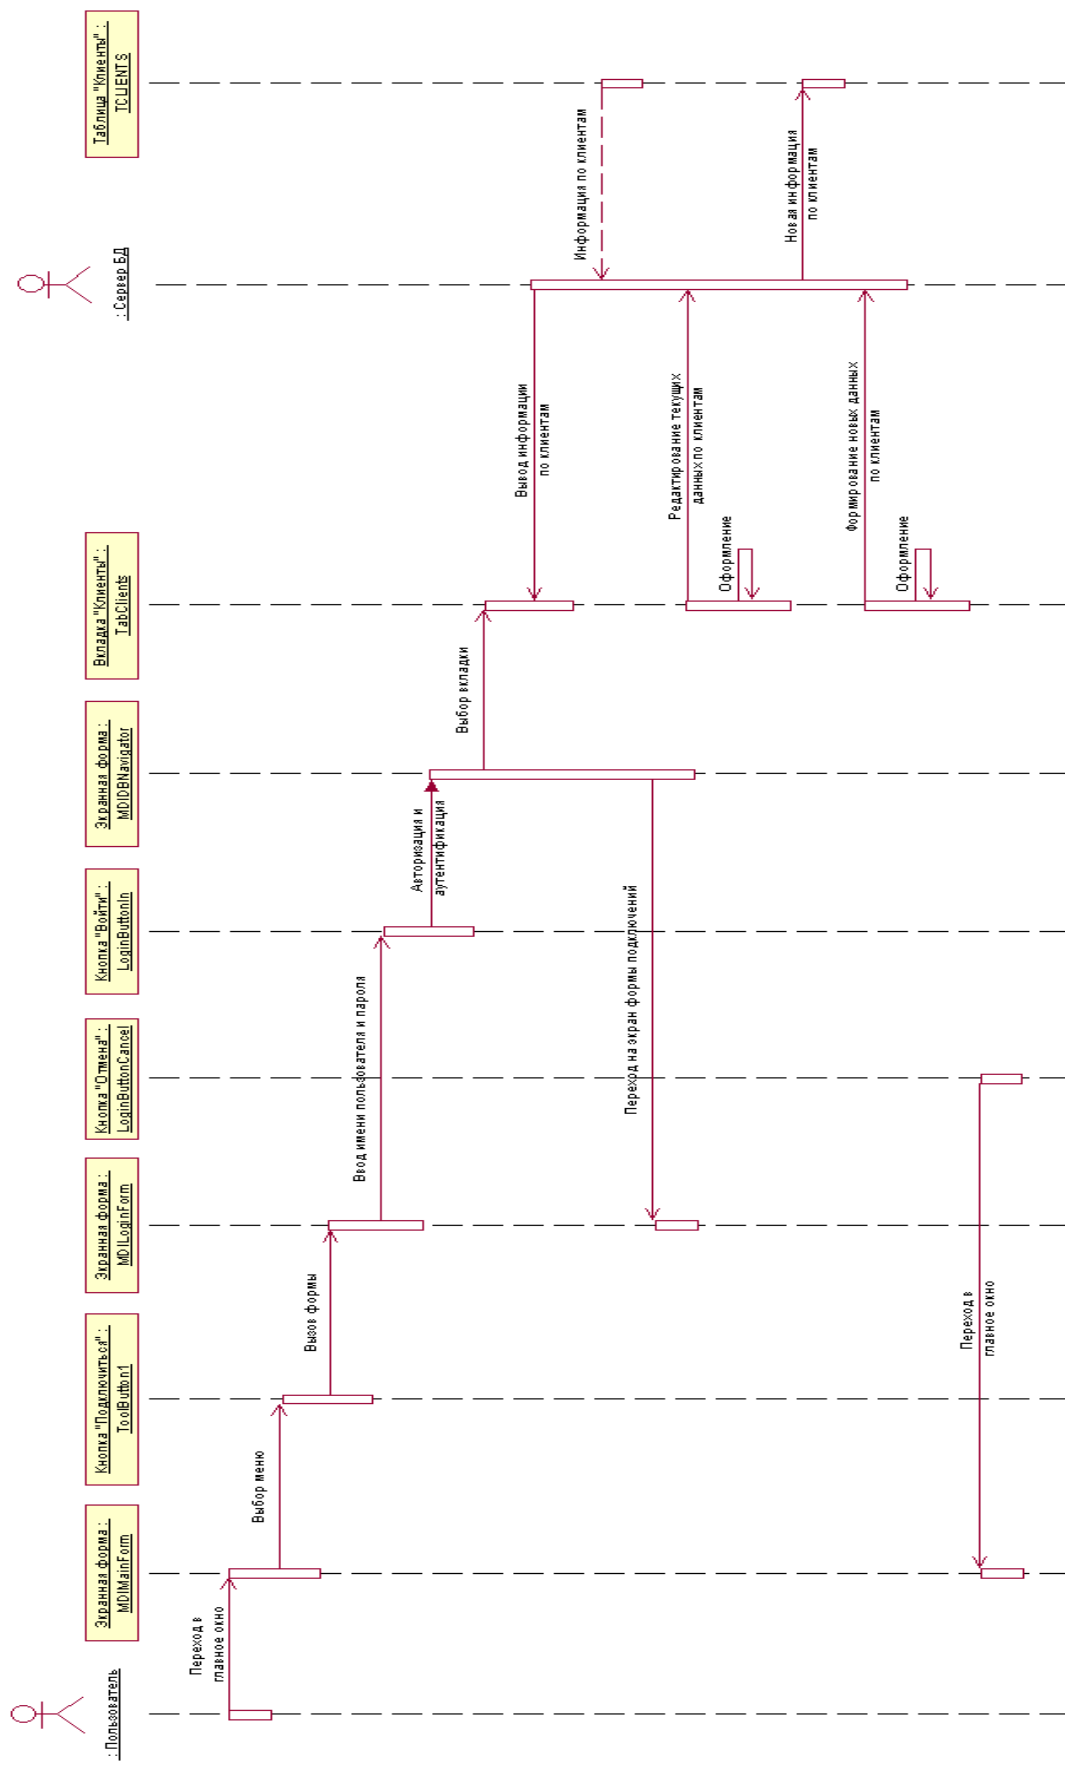 : Пользователь
Экранная форма :
MDIMainForm
Кнопка "Подключиться" :
ToolButton1
Экранная форма :
MDILoginForm
Кнопка "Отмена" :
LoginButtonCancel
Кнопка "Войти" :
LoginButtonIn
Экранная форма :
MDIDBNavigator
Вкладка "Клиенты" :
TabClients
: Сервер БД
Таблица "Клиенты" :
TCLIENTS
Переход в
главное окно
Выбор меню
Вызов формы
Ввод имени пользователя и пароля
Авторизация и
аутентификация
Выбор вкладки
Вывод информации
по клиентам
Информация по клиентам
Переход на экран формы подключений
Редактирование текущих
данных по клиентам
Оформление
Новая информация
по клиентам
Формирование новых данных
по клиентам
Оформление
Переход в
главное окно